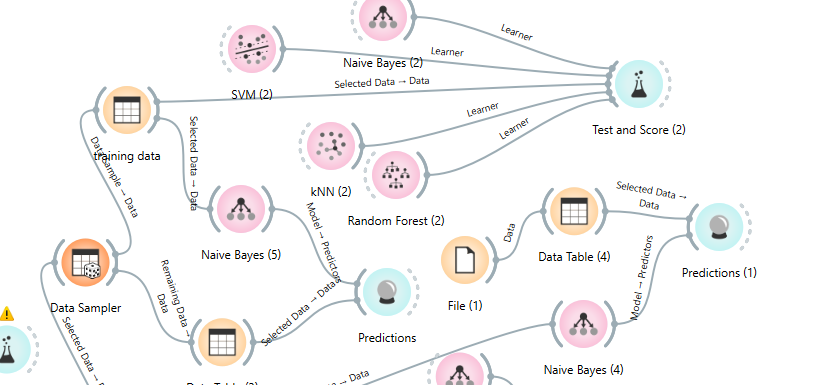 Learner
Naive Bayes (2)
Learner
SVM (2)
Selected Data → Data
Test and Score (2)
training data
Data Sample → Data
Selected Data → Data
Learner
Learner
kNN (2)
Random Forest (2)
Naive Bayes (5)
Model → Predictors
Selected Data →
Data
Data
Data Table (4)
Predictions (1)
File (1)
Model → Predictors
Data Sampler
Remaining Data →
Data
Selected Data → Data
Predictions
Selected Data →
Naive Bayes (4)
→ Data